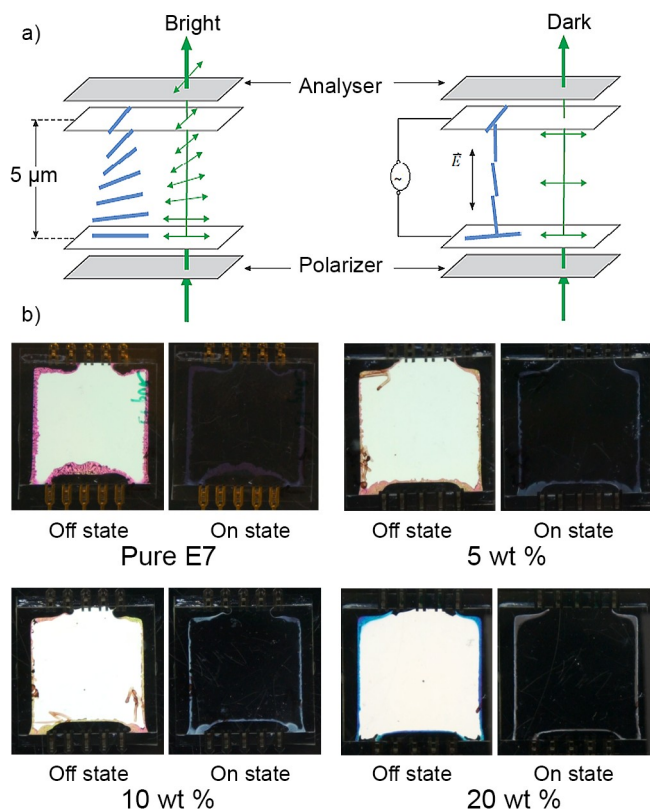 a)
Bright
Dark
Analyser
5 µm
E
~
Polarizer
b)
Off state
On state
Off state
On state
Pure E7
5 wt %
Off state
On state
Off state
On state
10 wt %
20 wt %